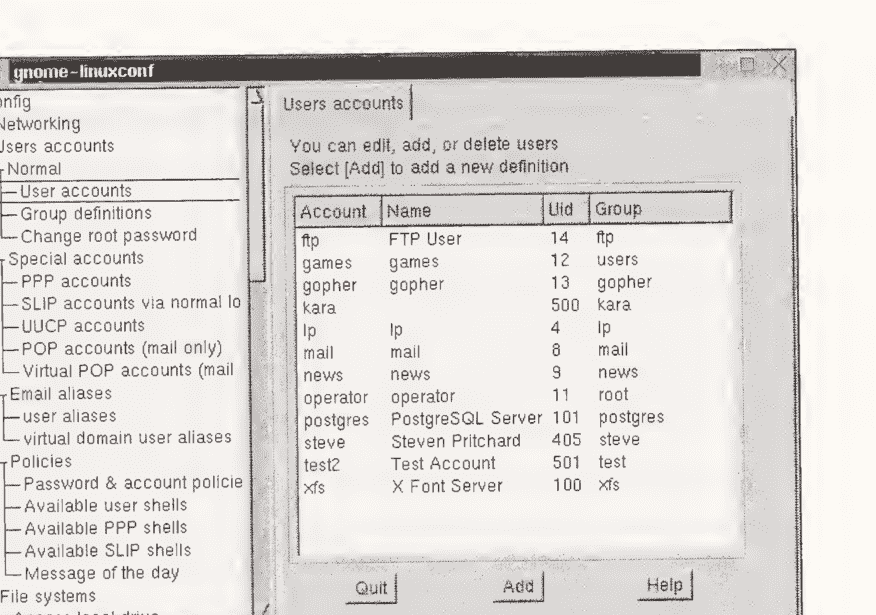 gnome-linuxconf
onfig
Networking
Users accounts
Normal
User accounts
Group definitions
Change root password
Special accounts
PPP accounts
SLIP accounts via normal lo
UUCP accounts
POP accounts (mail only)
Virtual POP accounts (mail
Email aliases
user aliases
virtual domain user aliases
Policies
Password & account policie
Available user shells
Available PPP shells
Available SLIP shells
Message of the day
File systems
Users accounts
You can edit, add, or delete users
Select [Add] to add a new definition
Account Name Uid Group
ftp FTP User 14 ftp
games games 12 users
gopher gopher 13 gopher
kara 500 kara
lp lp 4 lp
mail mail 8 mail
news news 9 news
operator operator 11 root
postgres PostgreSQL Server 101 postgres
steve Steven Pritchard 405 steve
test2 Test Account 501 test
xfs X Font Server 100 xfs
Quit Add Help